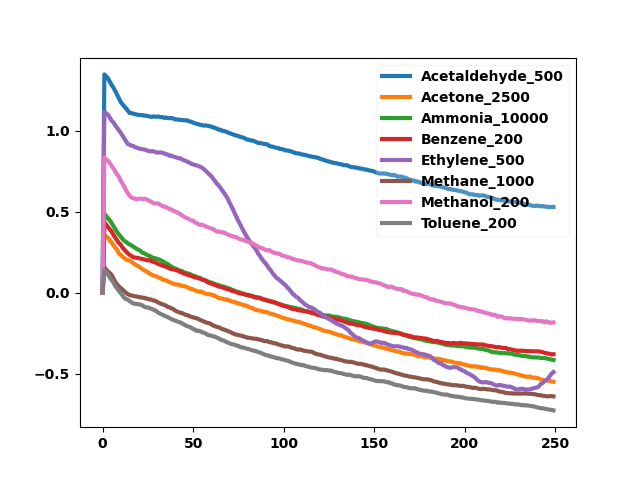 Acetaldehyde_500
Acetone_2500
Ammonia_10000
Benzene_200
Ethylene_500
Methane_1000
Methanol_200
Toluene_200
1.0
0.5
0.0
−0.5
0 50 100 150 200 250